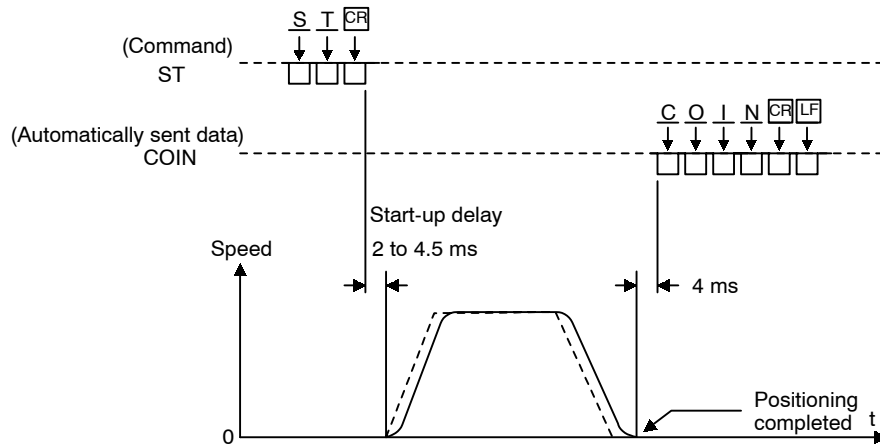 S T CR
(Command)
ST
C O I N CR LF
(Automatically sent data)
COIN
Start-up delay
2 to 4.5 ms
Speed
4 ms
Positioning
completed
t
0